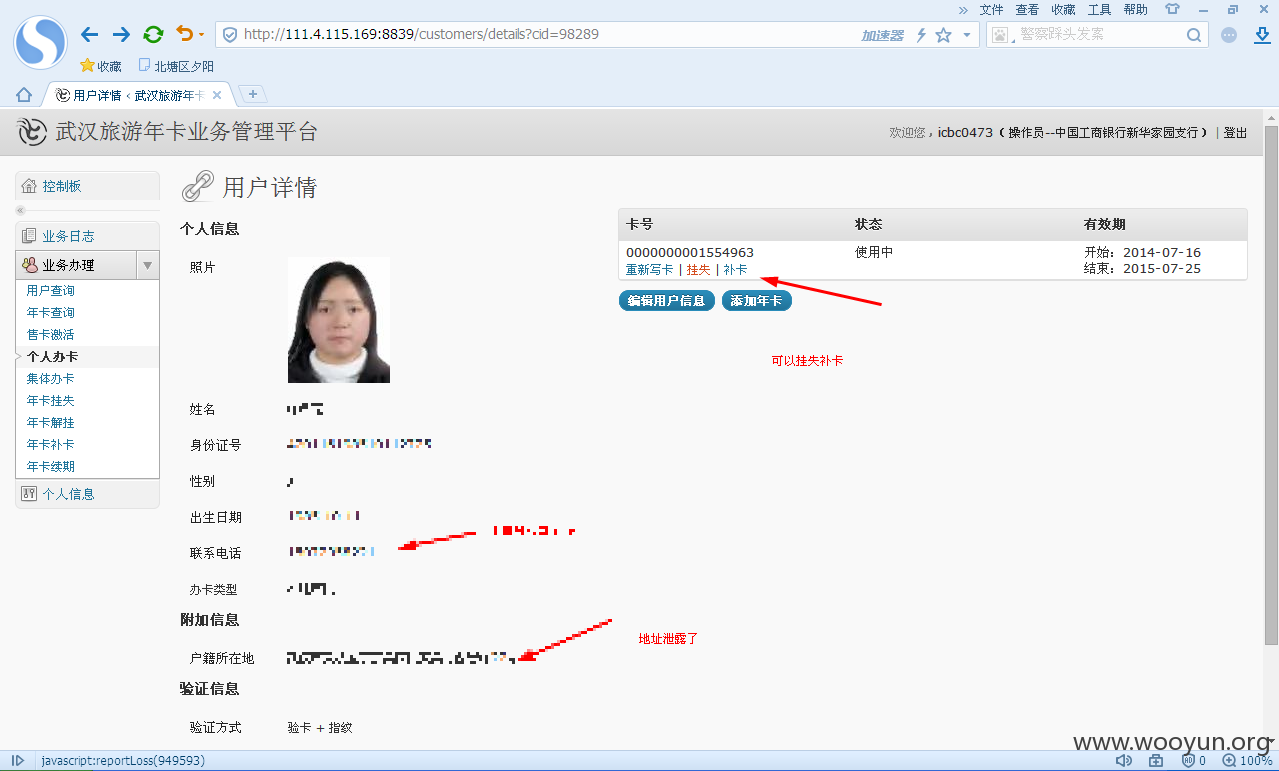 » 文件 查看 收藏 工具 帮助
http://111.4.115.169:8839/customers/details?cid=98289 加速器 警察踩头发案
收藏 北塘区夕阳
用户详情 ‹ 武汉旅游年卡
武汉旅游年卡业务管理平台
欢迎您，icbc0473（操作员--中国工商银行新华家园支行）| 登出
控制板
业务日志
业务办理
用户查询
年卡查询
售卡激活
个人办卡
集体办卡
年卡挂失
年卡解挂
年卡补卡
年卡续期
个人信息
用户详情
个人信息
照片
姓名
身份证号
性别
出生日期
联系电话
办卡类型
附加信息
户籍所在地
地址泄露了
验证信息
验证方式 验卡 + 指纹
卡号 状态 有效期
0000000001554963 使用中 开始: 2014-07-16
重新写卡 | 挂失 | 补卡 结束: 2015-07-25
编辑用户信息 添加年卡
可以挂失补卡
www.wooyun.org
javascript:reportLoss(949593) 0 100%